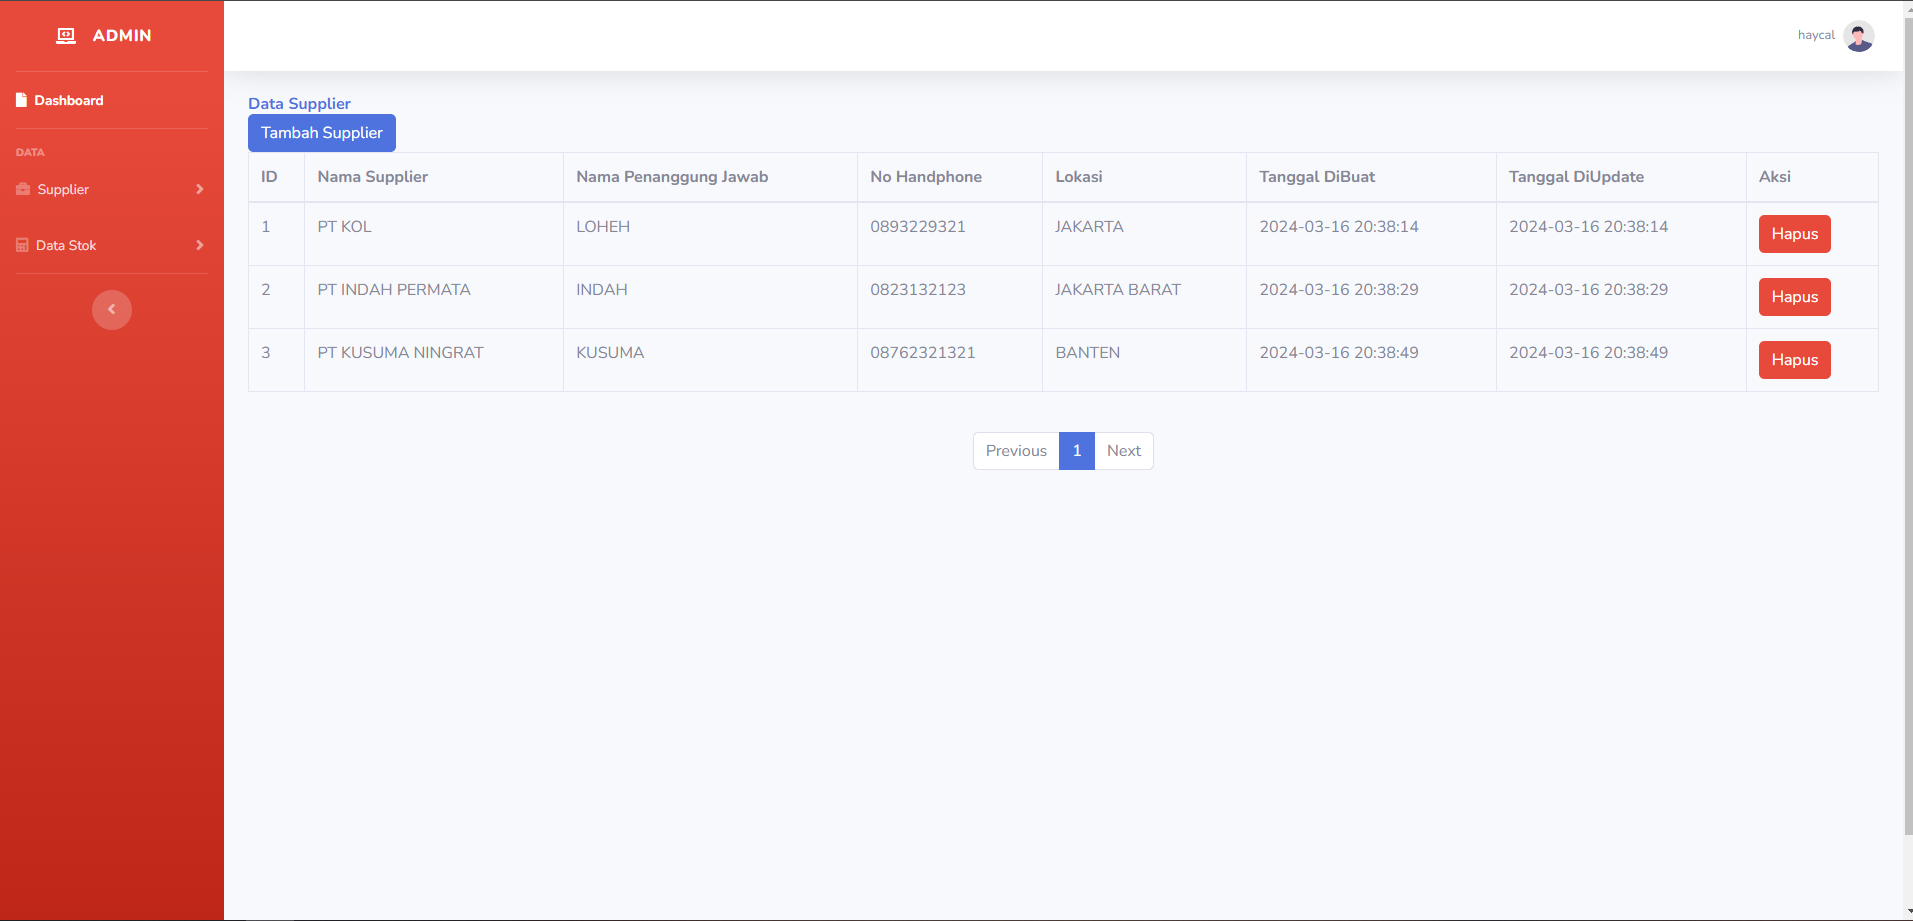 ADMIN
haycal
Dashboard
DATA
Supplier
Data Stok
Data Supplier
Tambah Supplier
ID Nama Supplier Nama Penanggung Jawab No Handphone Lokasi Tanggal DiBuat Tanggal DiUpdate Aksi
1 PT KOL LOHEH 0893229321 JAKARTA 2024-03-16 20:38:14 2024-03-16 20:38:14 Hapus
2 PT INDAH PERMATA INDAH 0823132123 JAKARTA BARAT 2024-03-16 20:38:29 2024-03-16 20:38:29 Hapus
3 PT KUSUMA NINGRAT KUSUMA 08762321321 BANTEN 2024-03-16 20:38:49 2024-03-16 20:38:49 Hapus
Previous 1 Next